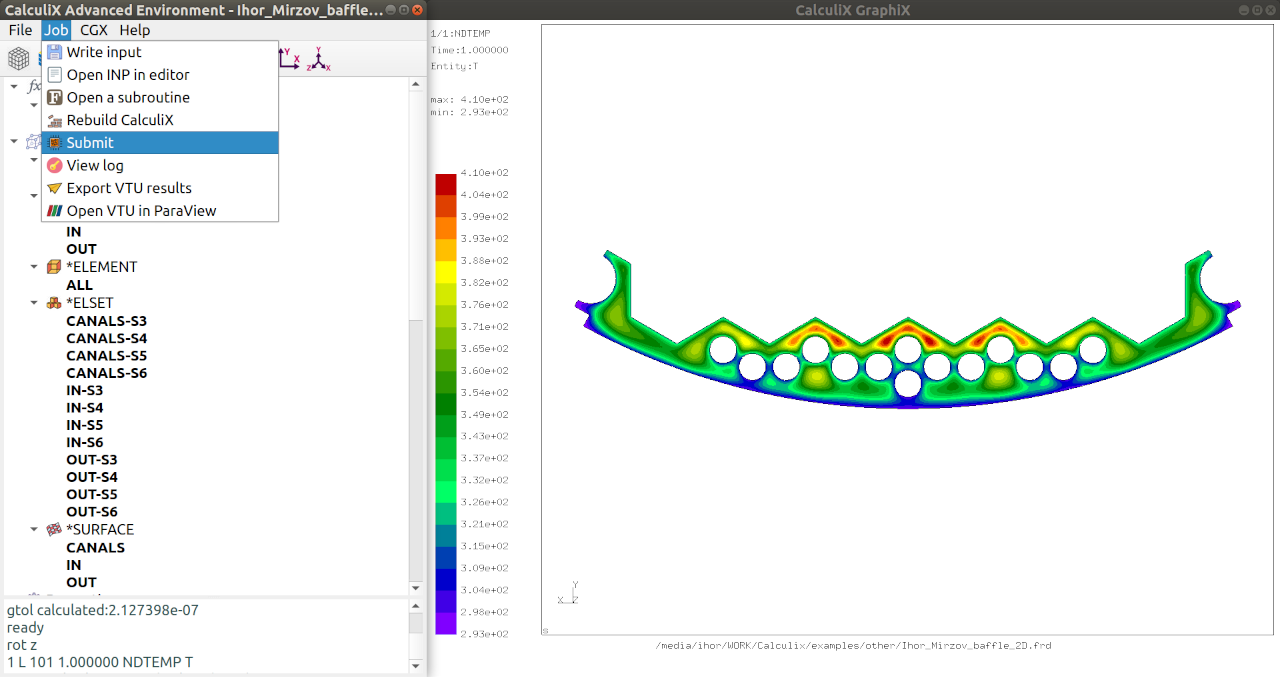 CalculiX Advanced Environment - Ihor_Mirzov_baffle...
File Job CGX Help
Write input
Open INP in editor
Open a subroutine
Rebuild CalculiX
Submit
View log
Export VTU results
Open VTU in ParaView
fx
IN
OUT
*ELEMENT
ALL
*ELSET
CANALS-S3
CANALS-S4
CANALS-S5
CANALS-S6
IN-S3
IN-S4
IN-S5
IN-S6
OUT-S3
OUT-S4
OUT-S5
OUT-S6
*SURFACE
CANALS
IN
OUT
gtol calculated:2.127398e-07
ready
rot z
1 L 101 1.000000 NDTEMP T
Y X
Y Z X
CalculiX GraphiX
1/1:NDTEMP
Time:1.000000
Entity:T
max: 4.10e+02
min: 2.93e+02
4.10e+02
4.04e+02
3.99e+02
3.93e+02
3.88e+02
3.82e+02
3.76e+02
3.71e+02
3.65e+02
3.60e+02
3.54e+02
3.49e+02
3.43e+02
3.37e+02
3.32e+02
3.26e+02
3.21e+02
3.15e+02
3.09e+02
3.04e+02
2.98e+02
2.93e+02
Y
X Z
s
/media/ihor/WORK/Calculix/examples/other/Ihor_Mirzov_baffle_2D.frd